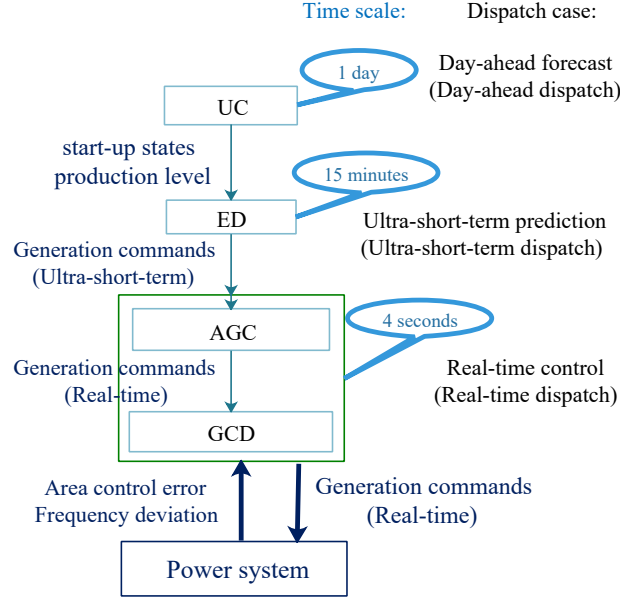 Time scale:
Dispatch case:
1 day
Day-ahead forecast
(Day-ahead dispatch)
UC
start-up states
production level
15 minutes
ED
Ultra-short-term prediction
(Ultra-short-term dispatch)
Generation commands
(Ultra-short-term)
AGC
4 seconds
Generation commands
(Real-time)
Real-time control
(Real-time dispatch)
GCD
Area control error
Frequency deviation
Generation commands
(Real-time)
Power system